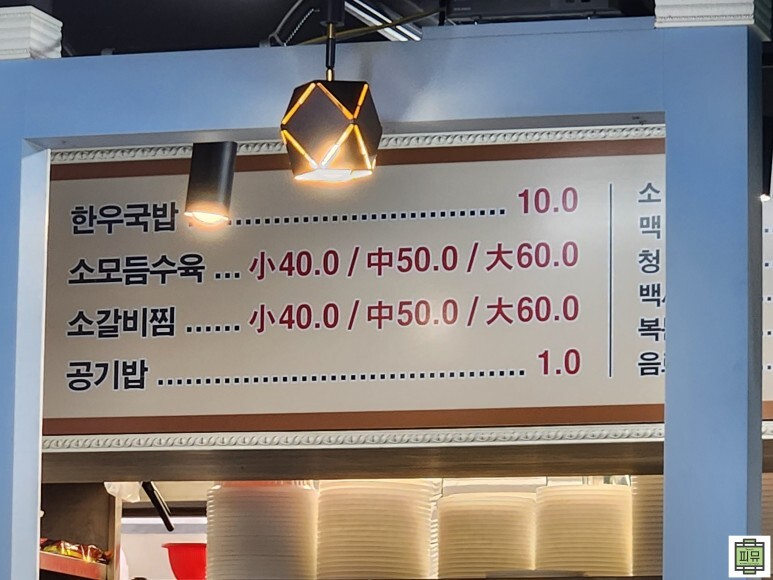 한우국밥 ........................ 10.0
소모듬수육 ... 小40.0 / 中50.0 / 大60.0
소갈비찜 ...... 小40.0 / 中50.0 / 大60.0
공기밥 .................................. 1.0
소
맥
청
백
복
음
피뮤